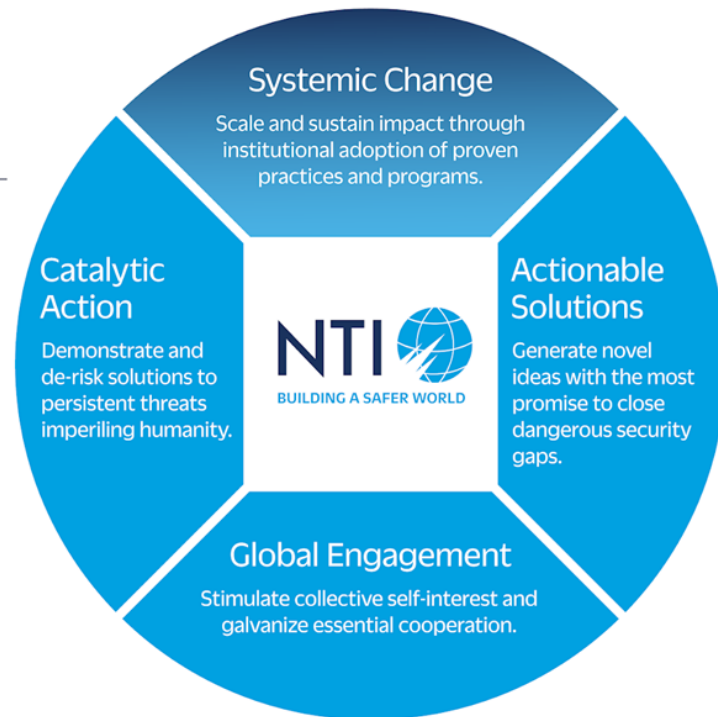 Systemic Change
Scale and sustain impact through
institutional adoption of proven
practices and programs.
Catalytic
Action
Demonstrate and
de-risk solutions to
persistent threats
imperiling humanity.
NTI
BUILDING A SAFER WORLD
Actionable
Solutions
Generate novel
ideas with the most
promise to close
dangerous security
gaps.
Global Engagement
Stimulate collective self-interest and
galvanize essential cooperation.